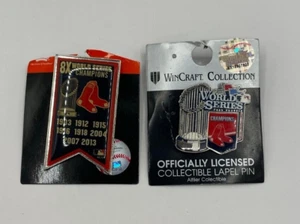 8X WORLD SERIES
CHAMPIONS
1903 1912 1915
1916 1918 2004
2007 2013
WINCRAFT COLLECTION
WORLD
SERIES
CHAMPIONS
OFFICIALLY LICENSED
COLLECTIBLE LAPEL PIN